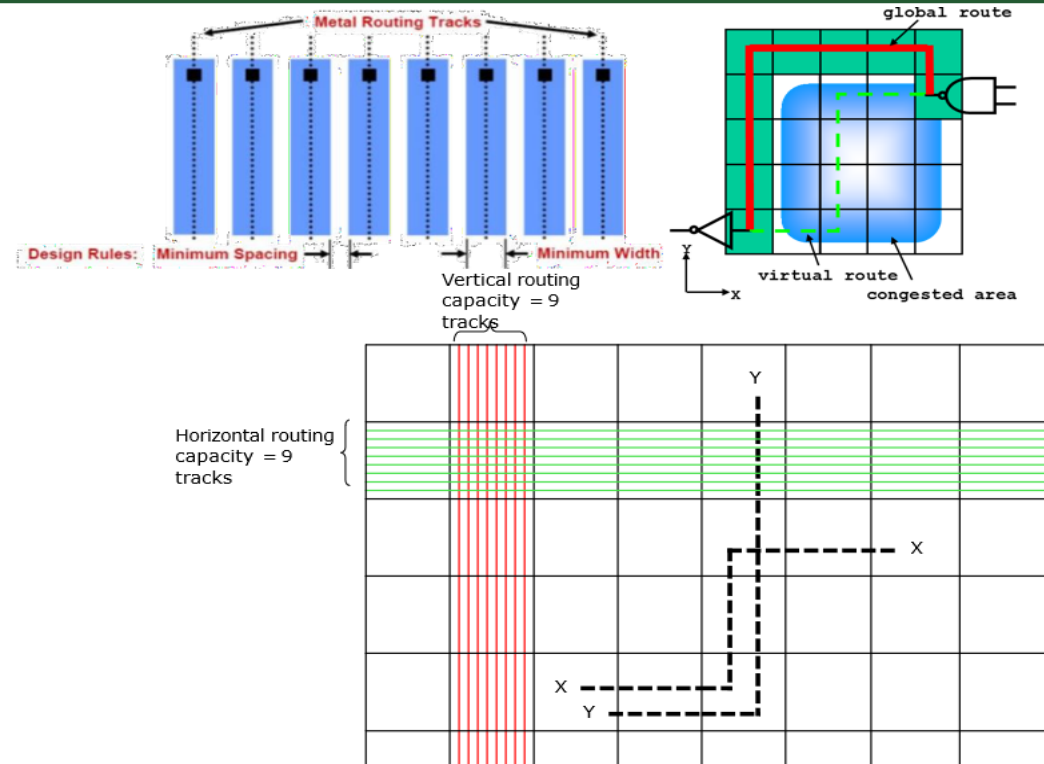 Metal Routing Tracks
Design Rules:
Minimum Spacing
Minimum Width
global route
Y
X
virtual route
congested area
Vertical routing
capacity = 9
tracks
Horizontal routing
capacity = 9
tracks
Y
X
X
Y